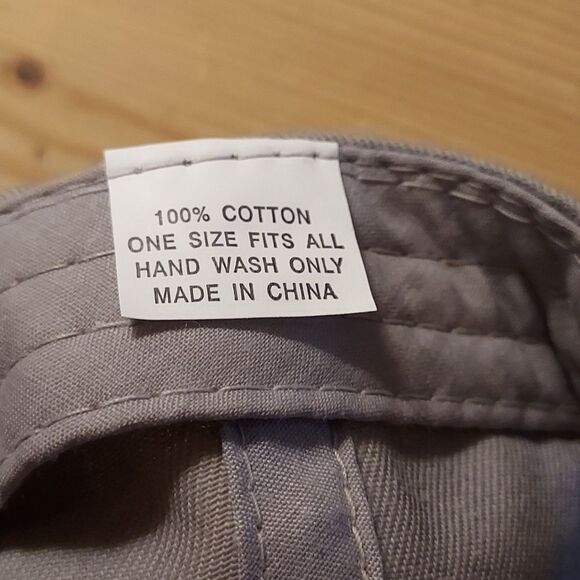 100% COTTON
ONE SIZE FITS ALL
HAND WASH ONLY
MADE IN CHINA